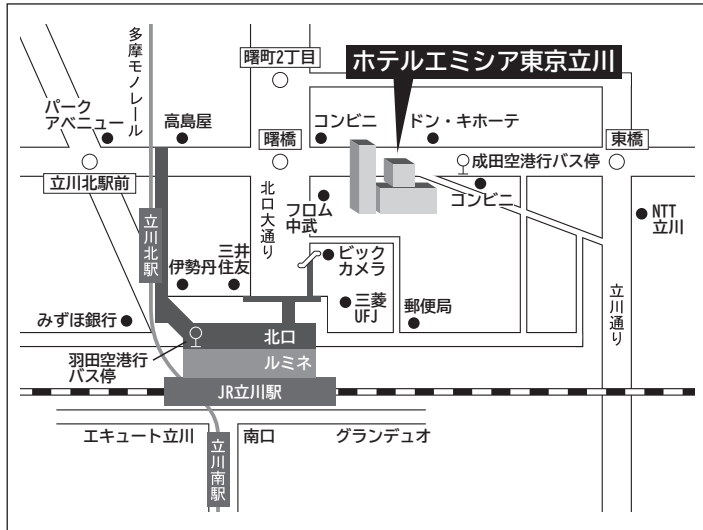 多摩モノレール
曙町2丁目
ホテルエミシア東京立川
パーク
アベニュー
高島屋
曙橋
コンビニ
ドン・キホーテ
東橋
立川北駅前
成田空港行バス停
コンビニ
北口大通り
フロム
中武
NTT
立川
立川北駅
伊勢丹
三井
住友
ビック
カメラ
三菱
UFJ
郵便局
立川通り
みずほ銀行
北口
羽田空港行
バス停
ルミネ
JR立川駅
エキュート立川
南口
グランデュオ
立川南駅